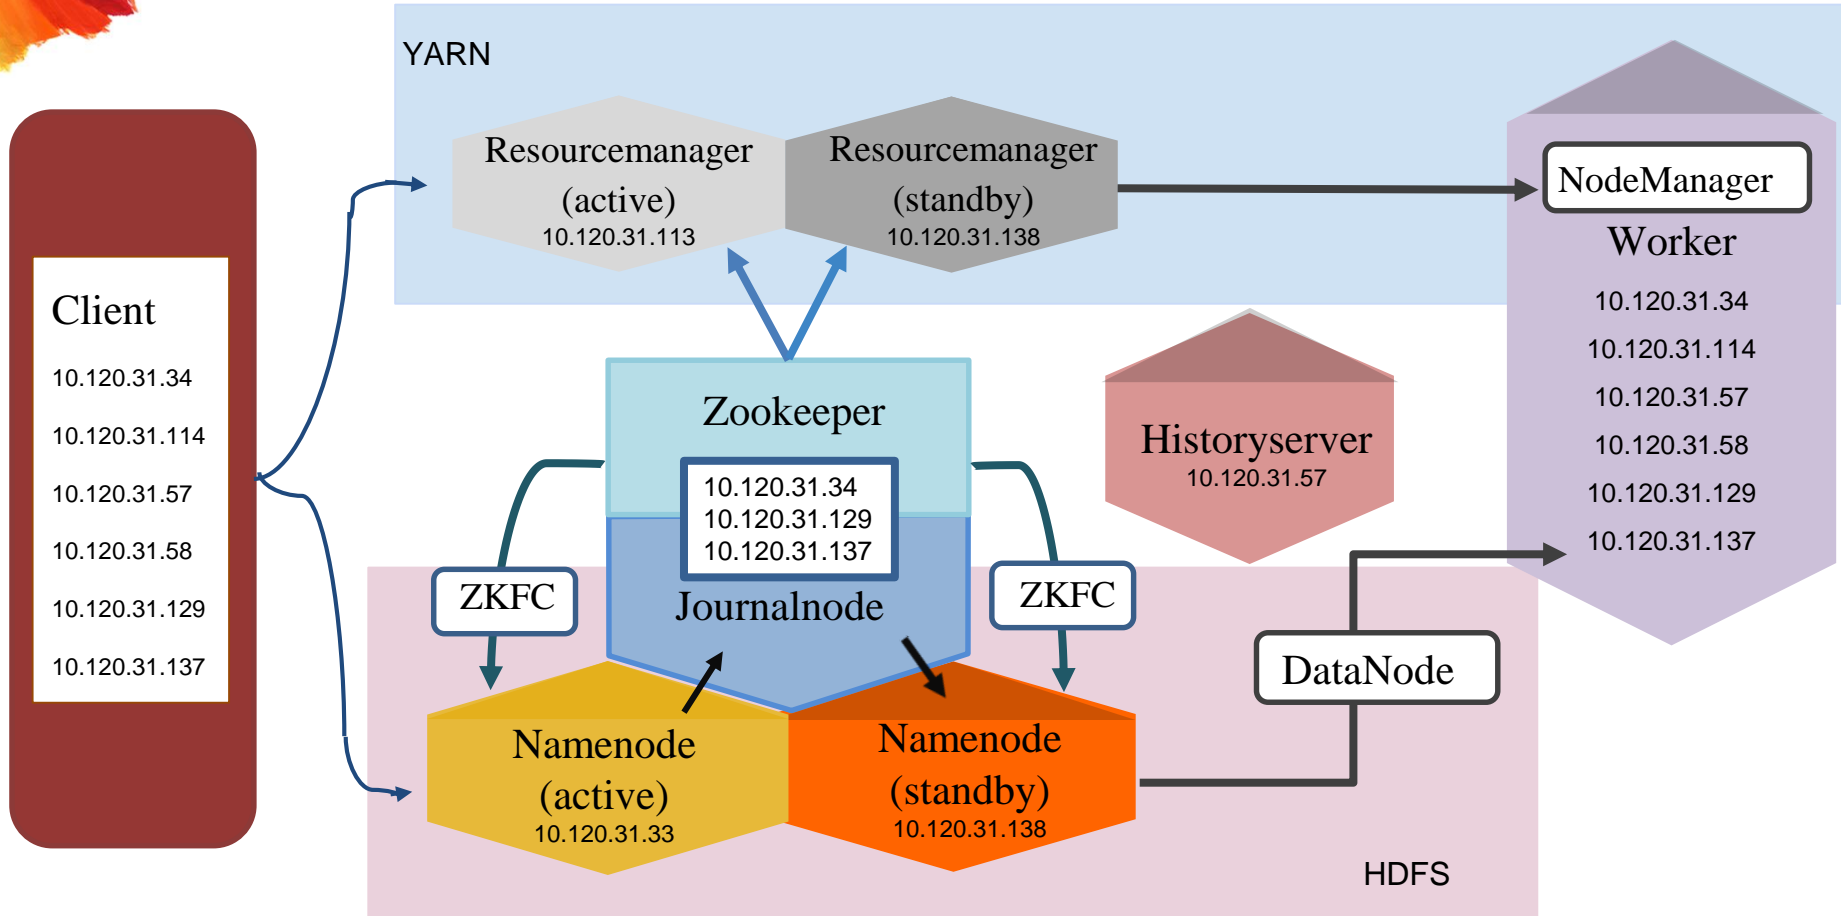 YARN
Resourcemanager
(active)
10.120.31.113
Resourcemanager
(standby)
10.120.31.138
NodeManager
Worker
10.120.31.34
10.120.31.114
10.120.31.57
10.120.31.58
10.120.31.129
10.120.31.137
Client
10.120.31.34
10.120.31.114
10.120.31.57
10.120.31.58
10.120.31.129
10.120.31.137
Zookeeper
10.120.31.34
10.120.31.129
10.120.31.137
Journalnode
Historyserver
10.120.31.57
ZKFC
ZKFC
DataNode
Namenode
(active)
10.120.31.33
Namenode
(standby)
10.120.31.138
HDFS